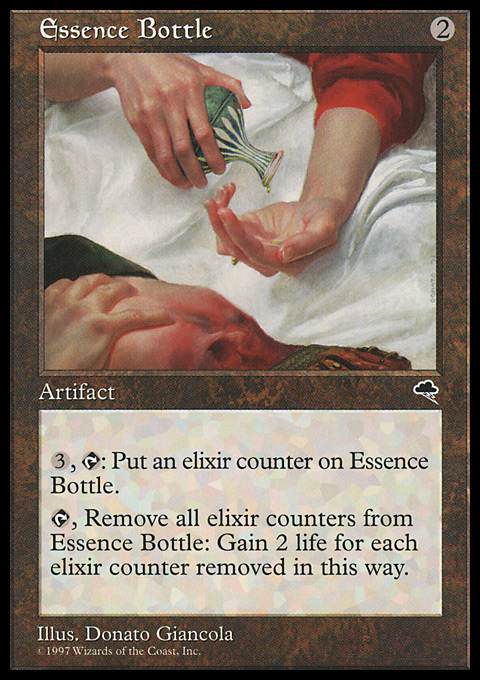 Essence Bottle 2
Artifact
3, : Put an elixir counter on Essence
Bottle.
, Remove all elixir counters from
Essence Bottle: Gain 2 life for each
elixir counter removed in this way.
Illus. Donato Giancola
©1997 Wizards of the Coast, Inc.